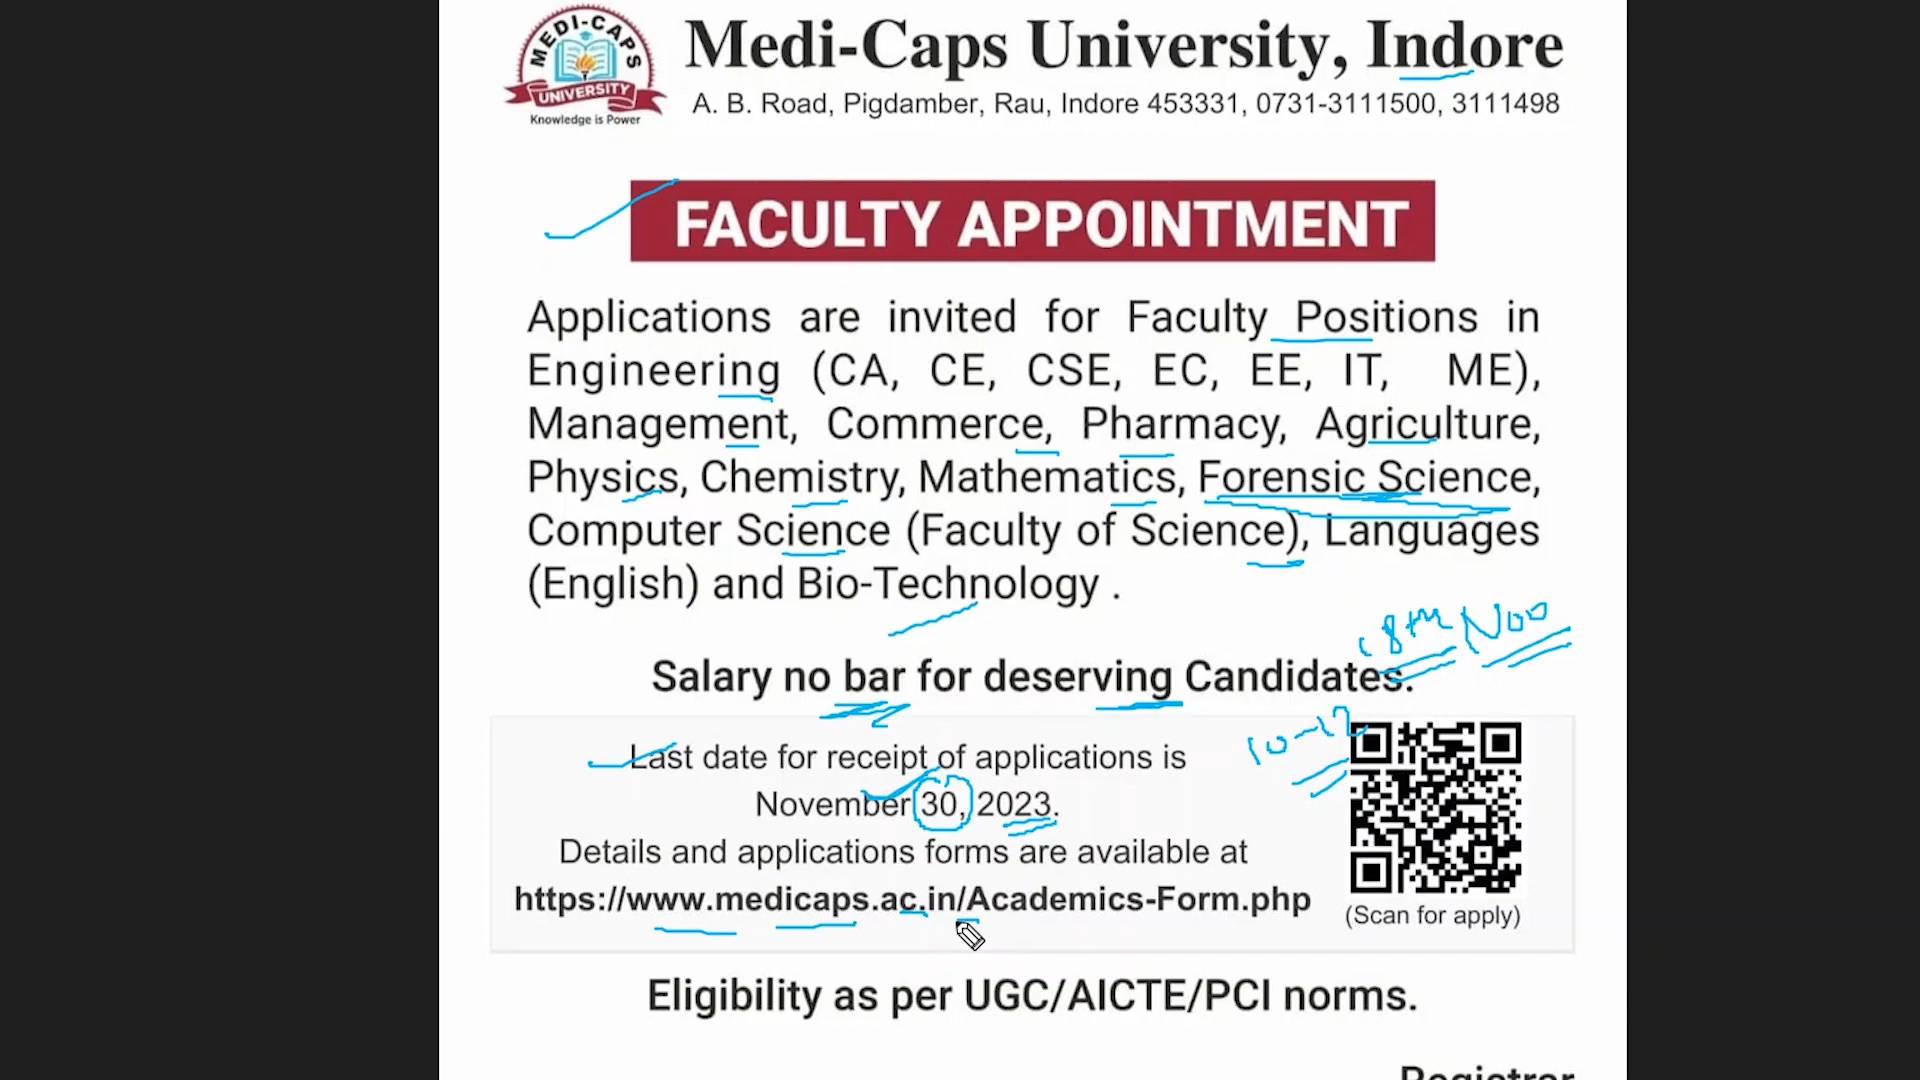 MEDI-CAPS
UNIVERSITY
Knowledge is Power
Medi-Caps University, Indore
A. B. Road, Pigdamber, Rau, Indore 453331, 0731-3111500, 3111498
FACULTY APPOINTMENT
Applications are invited for Faculty Positions in
Engineering (CA, CE, CSE, EC, EE, IT, ME),
Management, Commerce, Pharmacy, Agriculture,
Physics, Chemistry, Mathematics, Forensic Science,
Computer Science (Faculty of Science), Languages
(English) and Bio-Technology .
18th Nov
Salary no bar for deserving Candidates.
10-12
Last date for receipt of applications is
November 30, 2023.
Details and applications forms are available at
https://www.medicaps.ac.in/Academics-Form.php
(Scan for apply)
Eligibility as per UGC/AICTE/PCI norms.
Registrar